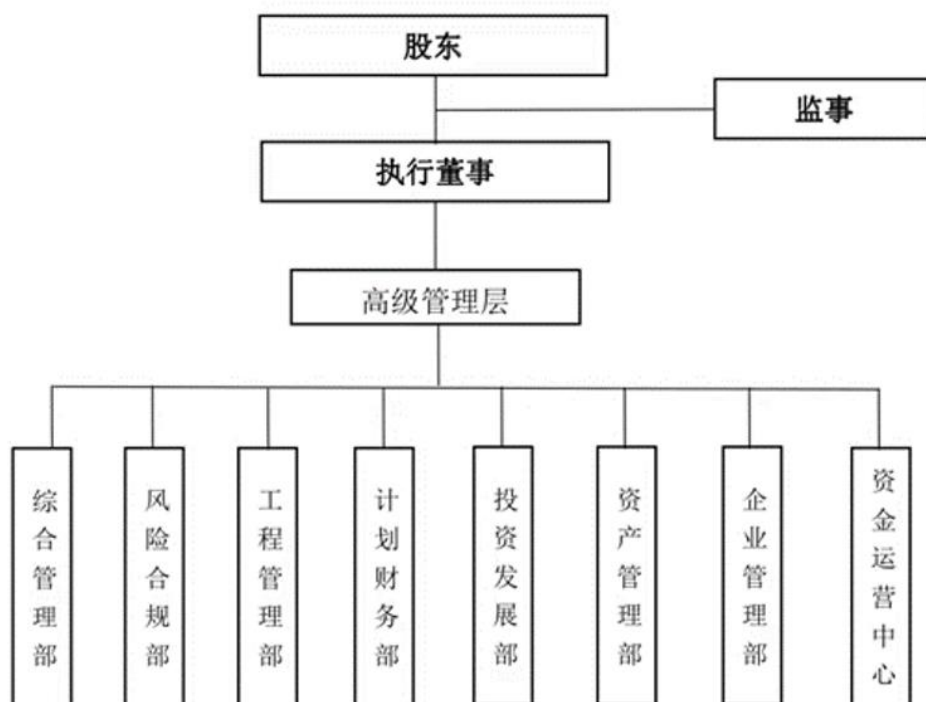 股东
监事
执行董事
高级管理层
综合管理部
风险合规部
工程管理部
计划财务部
投资发展部
资产管理部
企业管理部
资金运营中心